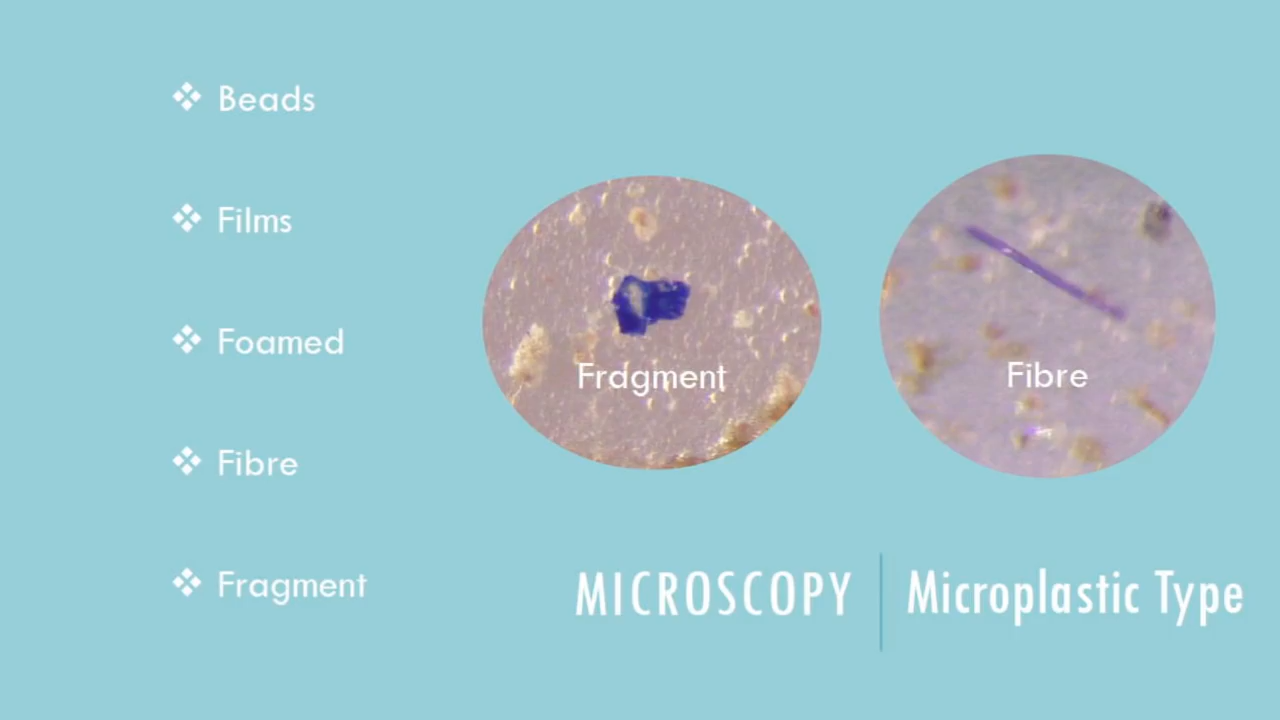 Beads
Films
Foamed
Fibre
Fragment
Fragment
Fibre
MICROSCOPY
Microplastic Type